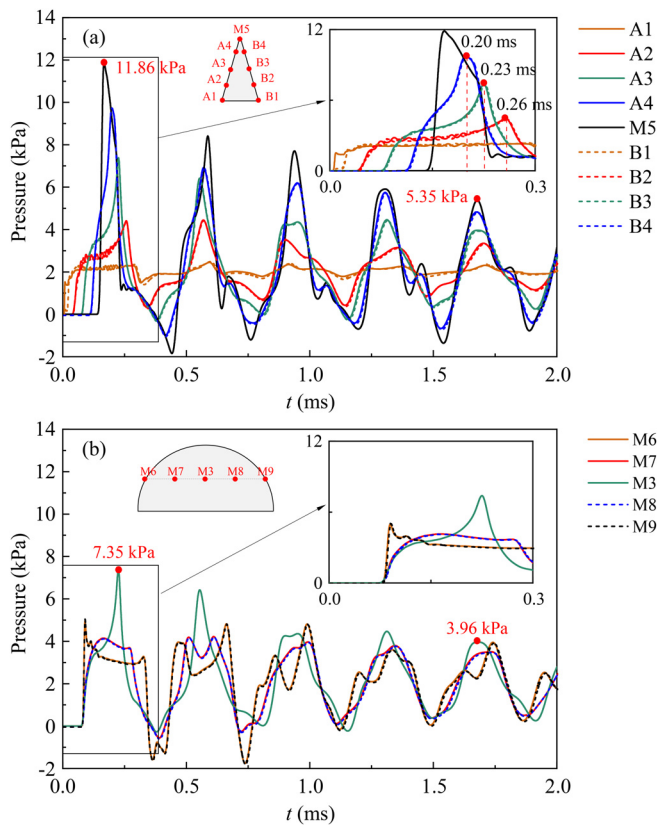 (a)
14
12
10
8
6
4
2
0
-2
Pressure (kPa)
0.0
0.5
1.0
1.5
2.0
t (ms)
11.86 kPa
M5
A4
B4
A3
B3
A2
B2
A1
B1
12
0
0.0
0.3
0.20 ms
0.23 ms
0.26 ms
5.35 kPa
A1
A2
A3
A4
M5
B1
B2
B3
B4
(b)
14
12
10
8
6
4
2
0
-2
Pressure (kPa)
0.0
0.5
1.0
1.5
2.0
t (ms)
7.35 kPa
M6
M7
M3
M8
M9
12
0
0.0
0.3
3.96 kPa
M6
M7
M3
M8
M9